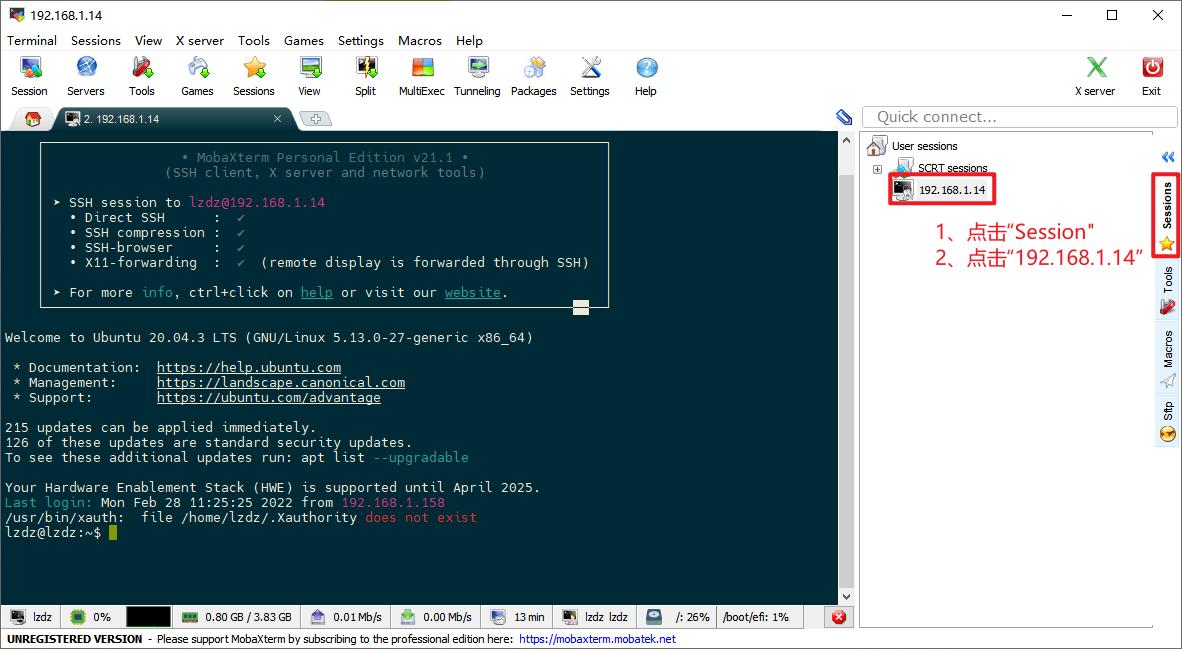 192.168.1.14
Terminal Sessions View X server Tools Games Settings Macros Help
Session Servers Tools Games Sessions View Split MultiExec Tunneling Packages Settings Help X server Exit
2. 192.168.1.14
Quick connect...
• MobaXterm Personal Edition v21.1 •
(SSH client, X server and network tools)
➤ SSH session to lzdz@192.168.1.14
• Direct SSH : ✔
• SSH compression : ✔
• SSH-browser : ✔
• X11-forwarding : ✔ (remote display is forwarded through SSH)
➤ For more info, ctrl+click on help or visit our website.
Welcome to Ubuntu 20.04.3 LTS (GNU/Linux 5.13.0-27-generic x86_64)
* Documentation: https://help.ubuntu.com
* Management: https://landscape.canonical.com
* Support: https://ubuntu.com/advantage
215 updates can be applied immediately.
126 of these updates are standard security updates.
To see these additional updates run: apt list --upgradable
Your Hardware Enablement Stack (HWE) is supported until April 2025.
Last login: Mon Feb 28 11:25:25 2022 from 192.168.1.158
/usr/bin/xauth: file /home/lzdz/.Xauthority does not exist
lzdz@lzdz:~$
User sessions
SCRT sessions
192.168.1.14
1、点击“Session"
2、点击“192.168.1.14”
Sessions
Tools
Macros
Sftp
lzdz 0% 0.80 GB / 3.83 GB 0.01 Mb/s 0.00 Mb/s 13 min lzdz lzdz /: 26% /boot/efi: 1%
UNREGISTERED VERSION - Please support MobaXterm by subscribing to the professional edition here: https://mobaxterm.mobatek.net